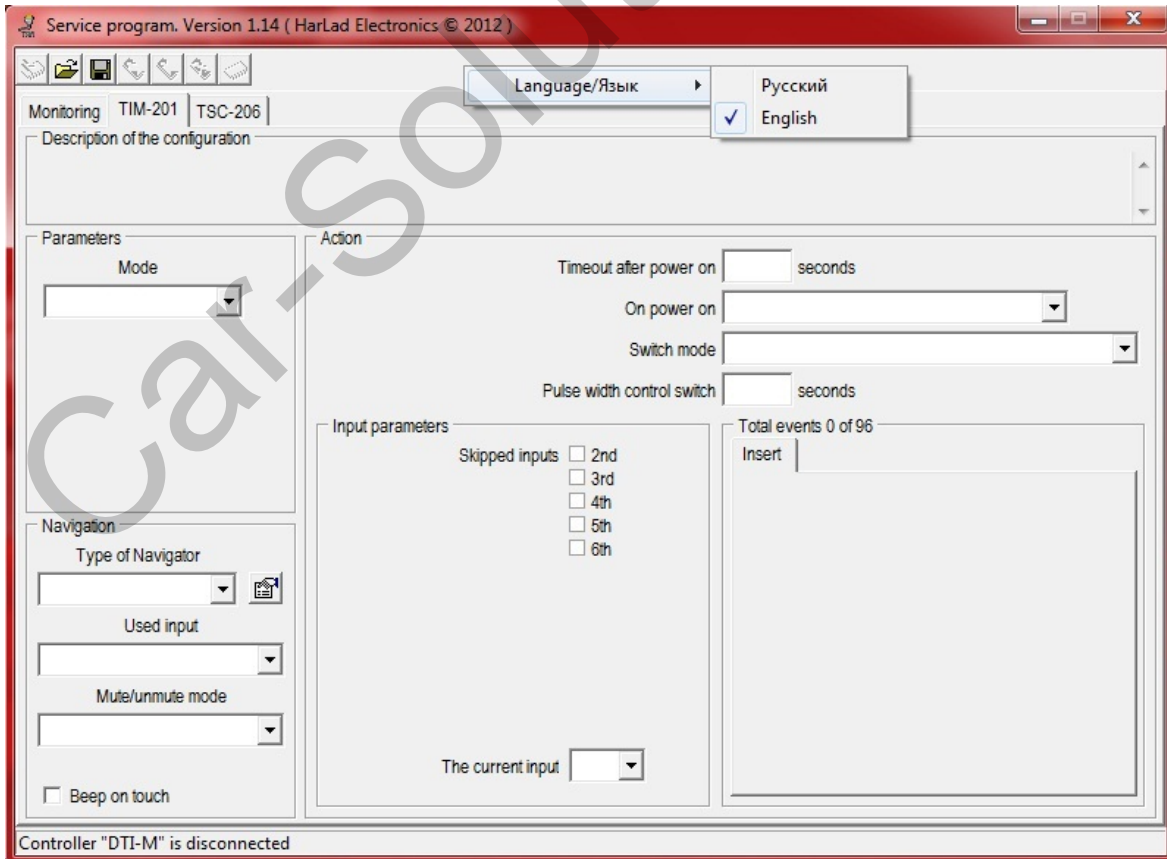 Service program. Version 1.14 ( HarLad Electronics © 2012 )
Language/Язык
Русский
English
Monitoring TIM-201 TSC-206
Description of the configuration
Parameters
Mode
Action
Timeout after power on seconds
On power on
Switch mode
Pulse width control switch seconds
Input parameters
Skipped inputs 2nd
3rd
4th
5th
6th
The current input
Total events 0 of 96
Insert
Navigation
Type of Navigator
Used input
Mute/unmute mode
Beep on touch
Controller "DTI-M" is disconnected